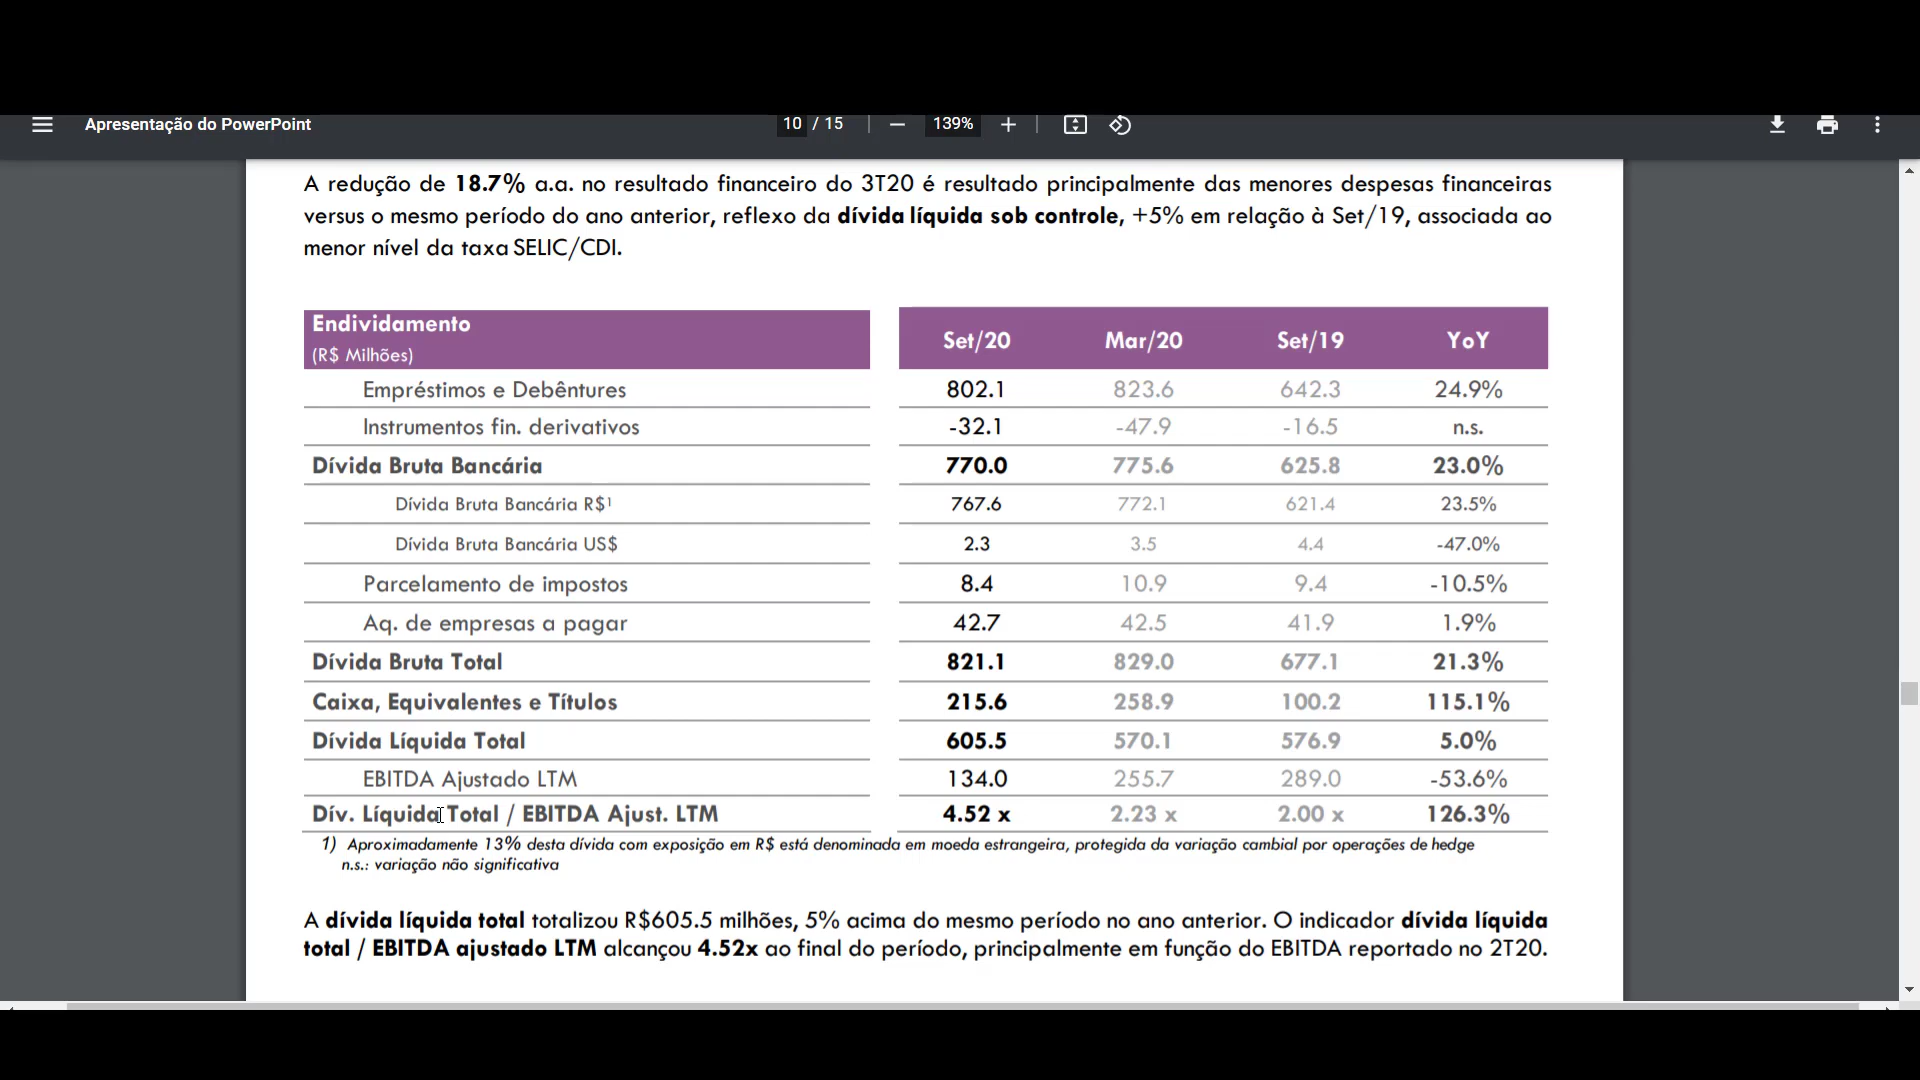 Apresentação do PowerPoint
10 / 15
139%
A redução de 18.7% a.a. no resultado financeiro do 3T20 é resultado principalmente das menores despesas financeiras
versus o mesmo período do ano anterior, reflexo da dívida líquida sob controle, +5% em relação à Set/19, associada ao
menor nível da taxa SELIC/CDI.
Endividamento
(R$ Milhões)
Set/20 Mar/20 Set/19 YoY
Empréstimos e Debêntures 802.1 823.6 642.3 24.9%
Instrumentos fin. derivativos -32.1 -47.9 -16.5 n.s.
Dívida Bruta Bancária 770.0 775.6 625.8 23.0%
Dívida Bruta Bancária R$¹ 767.6 772.1 621.4 23.5%
Dívida Bruta Bancária US$ 2.3 3.5 4.4 -47.0%
Parcelamento de impostos 8.4 10.9 9.4 -10.5%
Aq. de empresas a pagar 42.7 42.5 41.9 1.9%
Dívida Bruta Total 821.1 829.0 677.1 21.3%
Caixa, Equivalentes e Títulos 215.6 258.9 100.2 115.1%
Dívida Líquida Total 605.5 570.1 576.9 5.0%
EBITDA Ajustado LTM 134.0 255.7 289.0 -53.6%
Dív. Líquida Total / EBITDA Ajust. LTM 4.52 x 2.23 x 2.00 x 126.3%
1) Aproximadamente 13% desta dívida com exposição em R$ está denominada em moeda estrangeira, protegida da variação cambial por operações de hedge
n.s.: variação não significativa
A dívida líquida total totalizou R$605.5 milhões, 5% acima do mesmo período no ano anterior. O indicador dívida líquida
total / EBITDA ajustado LTM alcançou 4.52x ao final do período, principalmente em função do EBITDA reportado no 2T20.